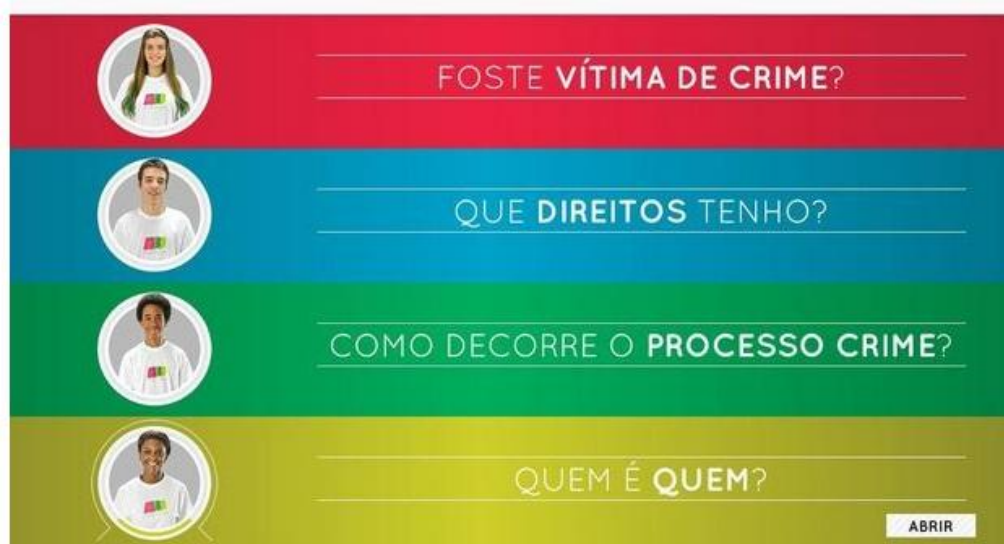 FOSTE VÍTIMA DE CRIME?
QUE DIREITOS TENHO?
COMO DECORRE O PROCESSO CRIME?
QUEM É QUEM?
ABRIR